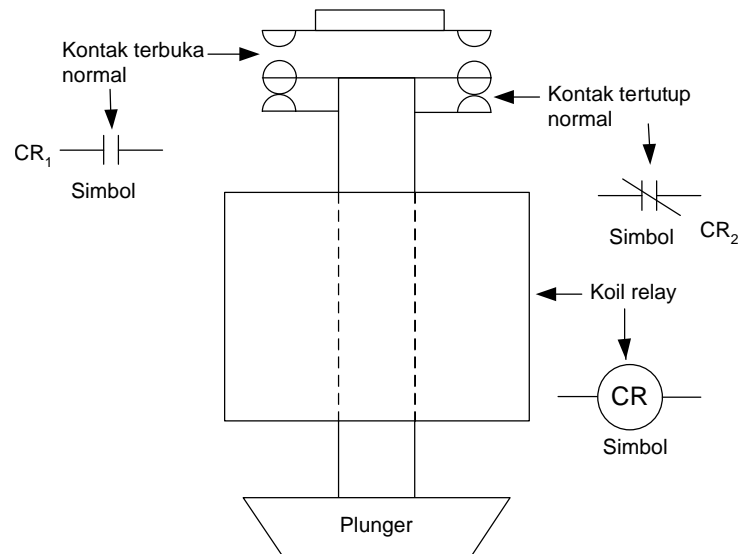 Kontak terbuka
normal
CR₁
Simbol
Kontak tertutup
normal
Simbol
CR₂
Koil relay
CR
Simbol
Plunger